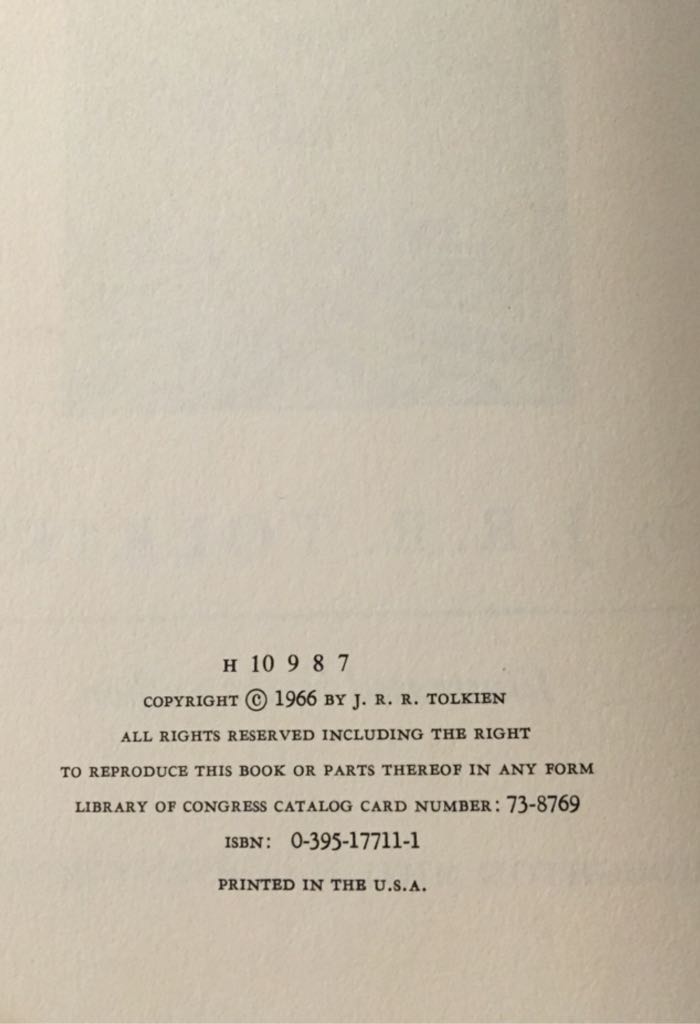 H 10 9 8 7
COPYRIGHT © 1966 BY J. R. R. TOLKIEN
ALL RIGHTS RESERVED INCLUDING THE RIGHT
TO REPRODUCE THIS BOOK OR PARTS THEREOF IN ANY FORM
LIBRARY OF CONGRESS CATALOG CARD NUMBER: 73-8769
ISBN: 0-395-17711-1
PRINTED IN THE U.S.A.